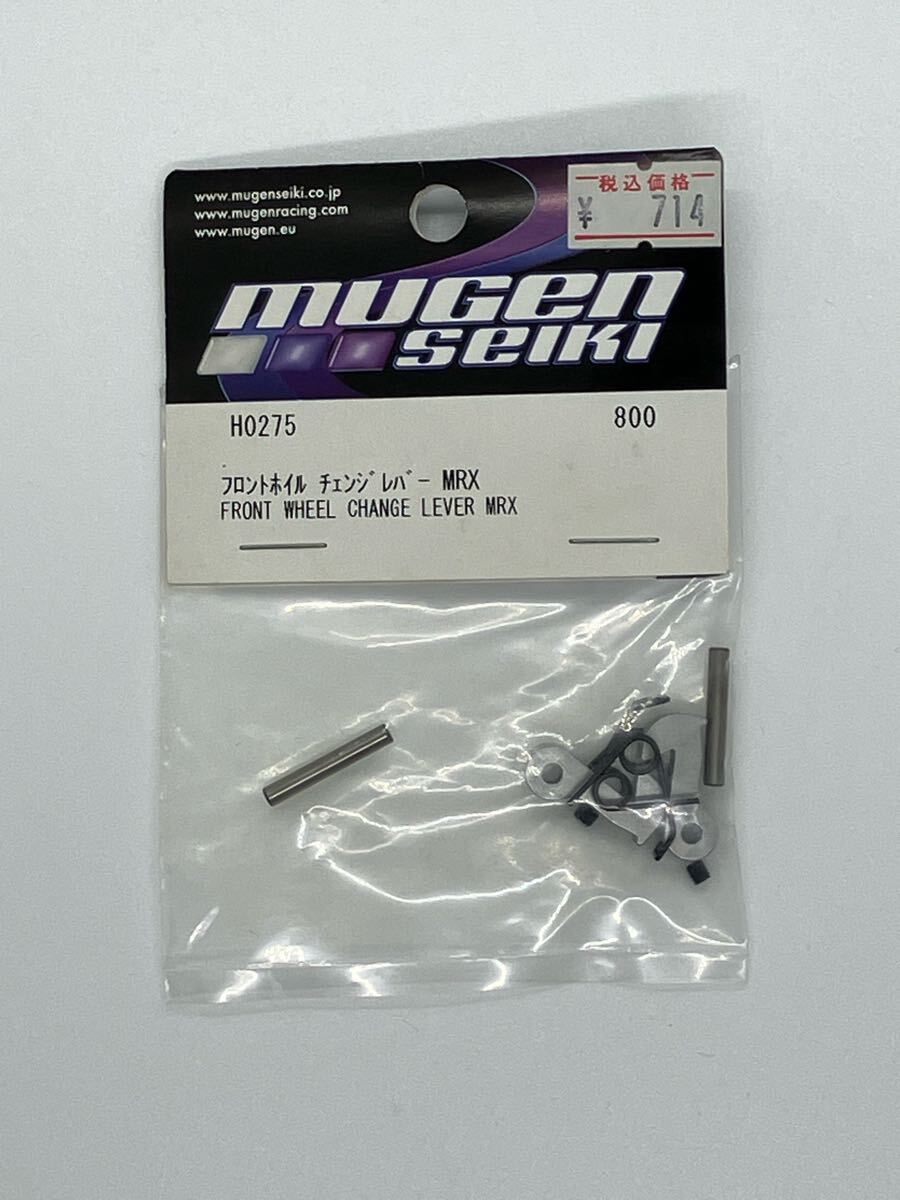 www.mugenseiki.co.jp
www.mugenracing.com
www.mugen.eu
税込価格
¥ 714
mugen
seiki
H0275 800
フロントホイル チェンジレバー MRX
FRONT WHEEL CHANGE LEVER MRX